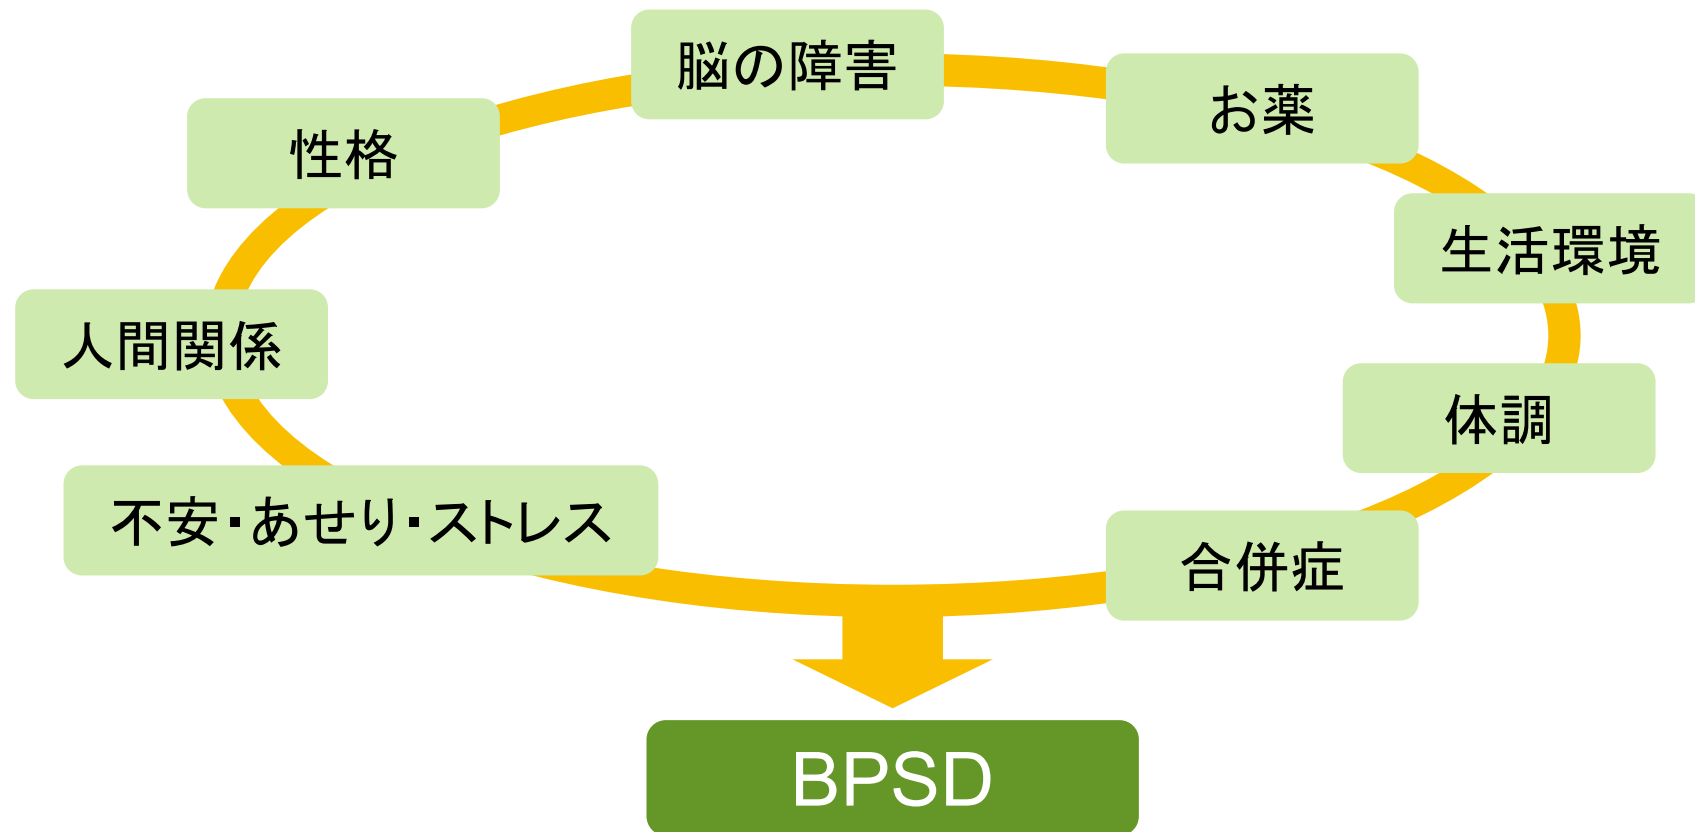 脳の障害
お薬
性格
生活環境
人間関係
体調
不安・あせり・ストレス
合併症
BPSD